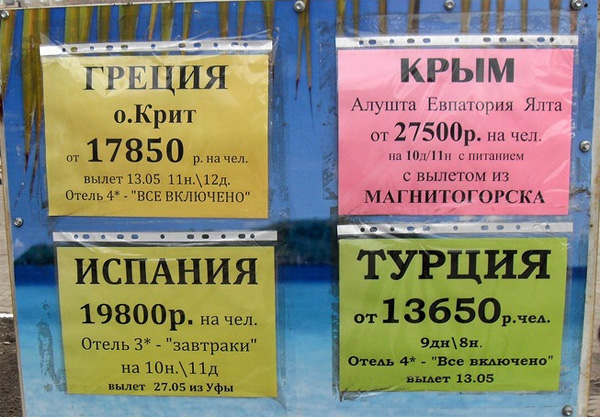 ГРЕЦИЯ
о.Крит
от 17850 р. на чел.
вылет 13.05 11н.\12д.
Отель 4* - "ВСЕ ВКЛЮЧЕНО"
КРЫМ
Алушта Евпатория Ялта
от 27500р. на чел.
на 10д/11н с питанием
с вылетом из
МАГНИТОГОРСКА
ИСПАНИЯ
19800р. на чел.
Отель 3* - "завтраки"
на 10н.\11д
вылет 27.05 из Уфы
ТУРЦИЯ
от 13650 р.чел.
9дн\8н.
Отель 4* - "Все включено"
вылет 13.05